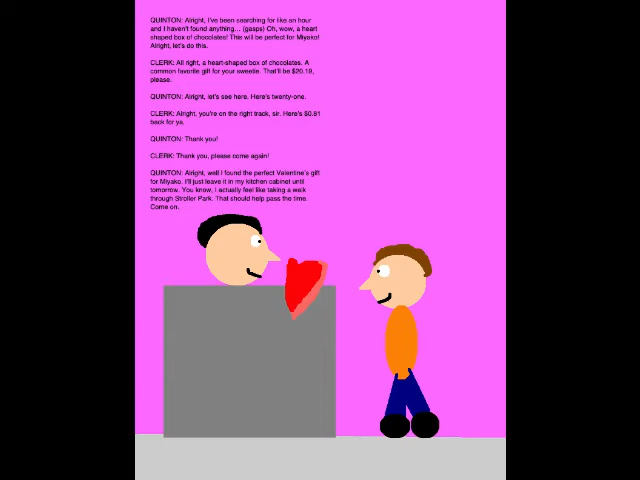 QUINTON: Alright, I've been searching for like an hour
and I haven't found anything... (gasps) Oh, wow, a heart
shaped box of chocolates! This will be perfect for Miyako!
Alright, let's do this.
CLERK: All right, a heart-shaped box of chocolates. A
common favorite gift for your sweetie. That'll be $20.19,
please.
QUINTON: Alright, let's see here. Here's twenty-one.
CLERK: Alright, you're on the right track, sir. Here's $0.81
back for ya.
QUINTON: Thank you!
CLERK: Thank you, please come again!
QUINTON: Alright, well I found the perfect Valentine's gift
for Miyako. I'll just leave it in my kitchen cabinet until
tomorrow. You know, I actually feel like taking a walk
through Stroller Park. That should help pass the time.
Come on.